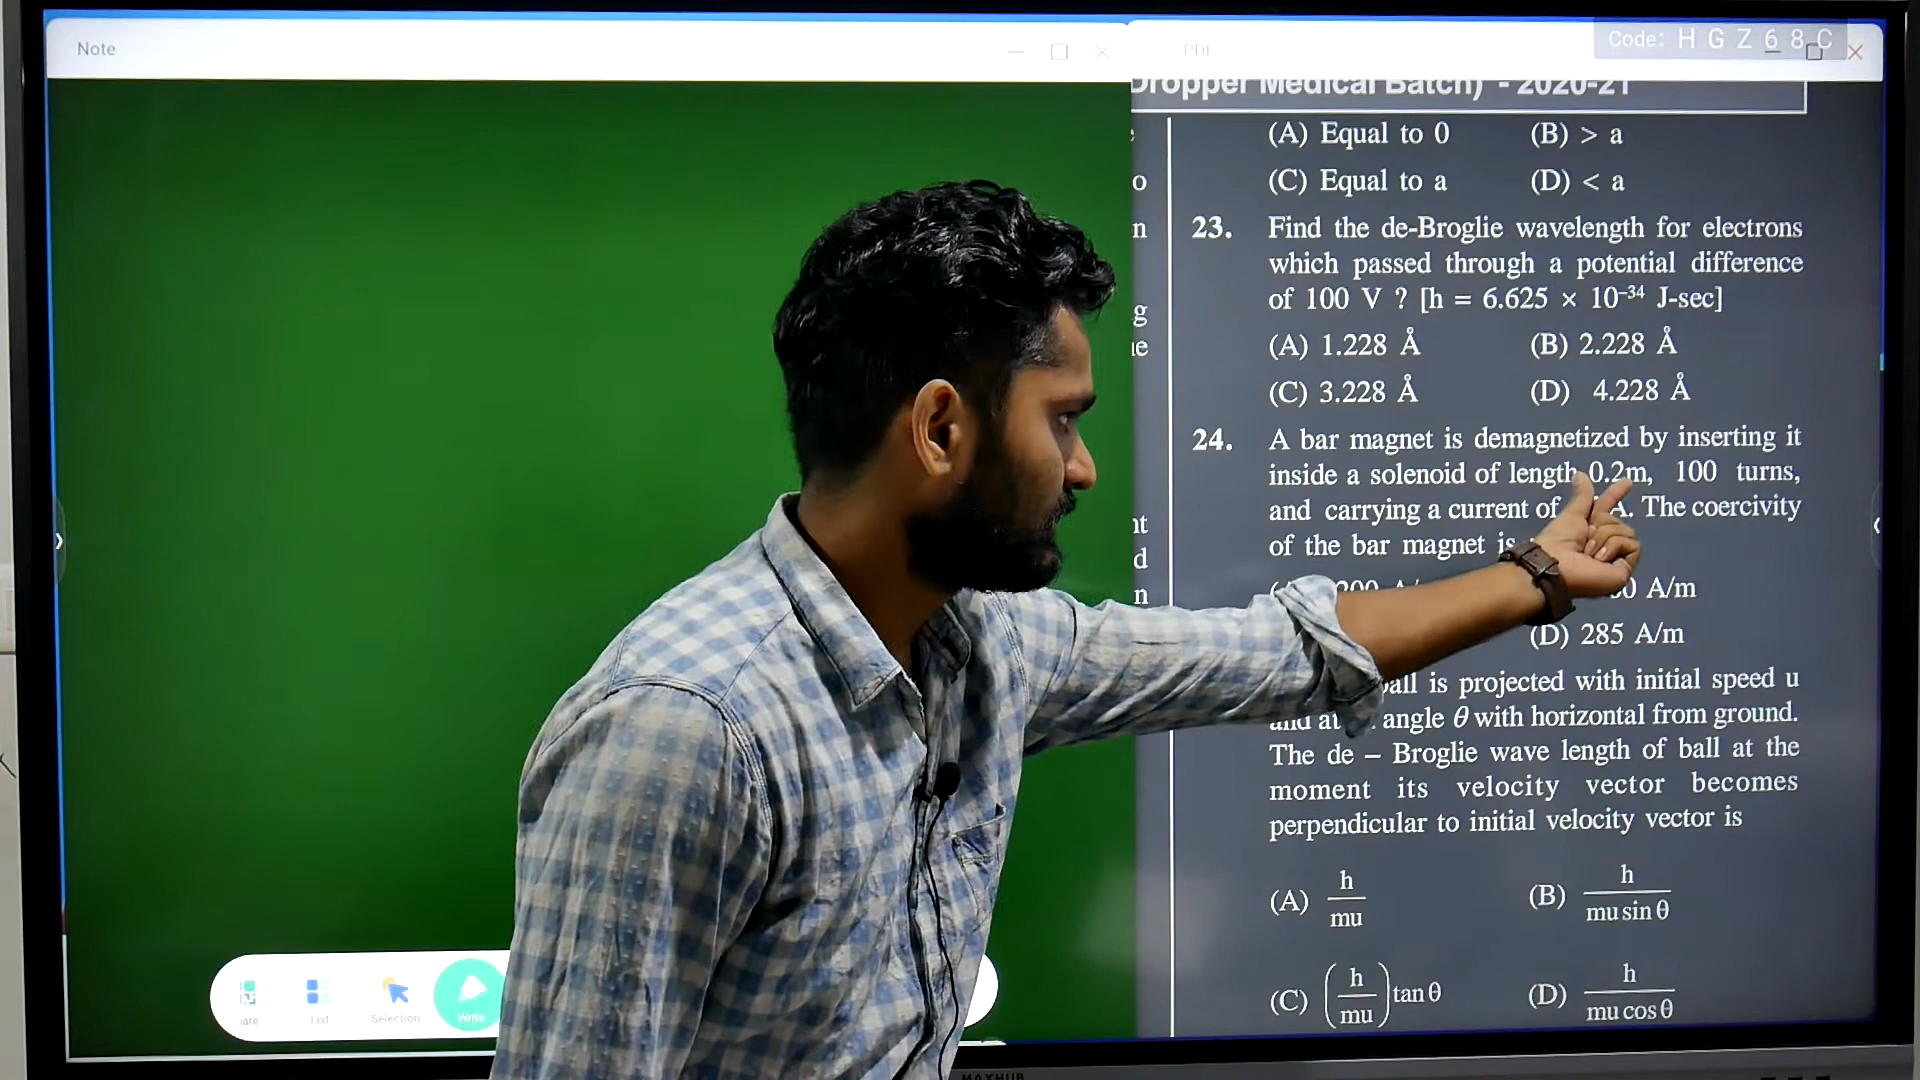 Note
PDF
Code: H G Z 6 8 C
Dropper Medical Batch) - 2020-21
(A) Equal to 0 (B) > a
(C) Equal to a (D) < a
23. Find the de-Broglie wavelength for electrons
which passed through a potential difference
of 100 V ? [h = 6.625 × 10⁻³⁴ J-sec]
(A) 1.228 Å (B) 2.228 Å
(C) 3.228 Å (D) 4.228 Å
24. A bar magnet is demagnetized by inserting it
inside a solenoid of length 0.2m, 100 turns,
and carrying a current of A. The coercivity
of the bar magnet is
A/m
(D) 285 A/m
ball is projected with initial speed u
and at angle θ with horizontal from ground.
The de – Broglie wave length of ball at the
moment its velocity vector becomes
perpendicular to initial velocity vector is
(A) h/mu (B) h/mu sin θ
(C) (h/mu) tan θ (D) h/mu cos θ
List
Selection
Write
MAXHUB